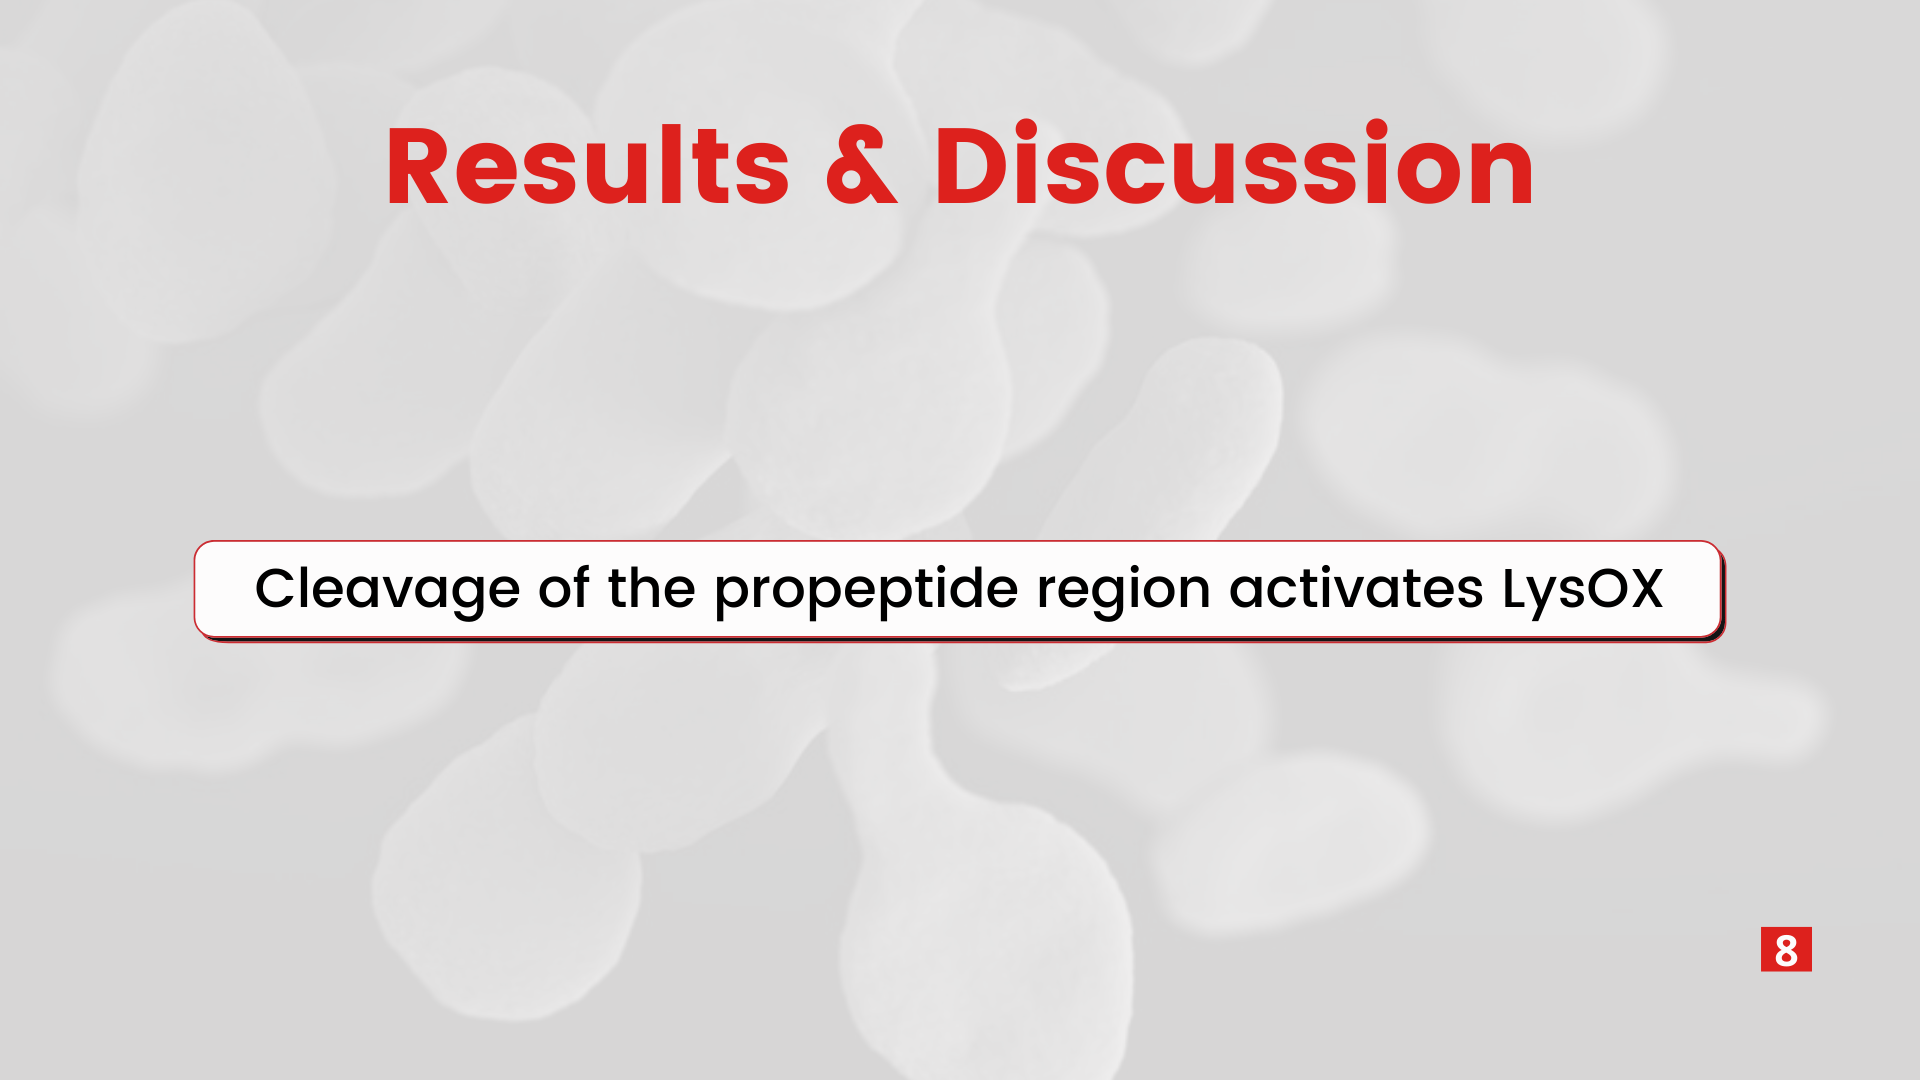 Results & Discussion
Cleavage of the propeptide region activates LysOX
8